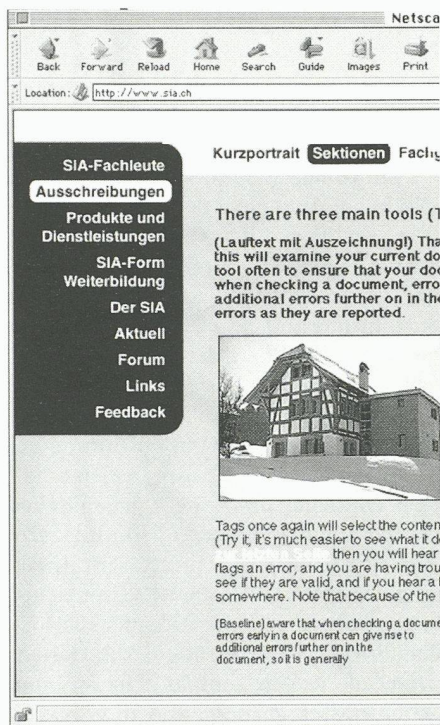 Netsca
Back Forward Reload Home Search Guide Images Print
Location: http://www.sia.ch
Kurzportrait Sektionen Fachg
SIA-Fachleute
Ausschreibungen
Produkte und
Dienstleistungen
SIA-Form
Weiterbildung
Der SIA
Aktuell
Forum
Links
Feedback
There are three main tools (T
(Lauftext mit Auszeichnung!) Tha
this will examine your current do
tool often to ensure that your doc
when checking a document, erro
additional errors further on in the
errors as they are reported.
Tags once again will select the conten
(Try it, it's much easier to see what it d
then you will hear
flags an error, and you are having trou
see if they are valid, and if you hear a
somewhere. Note that because of the
(Baseline) aware that when checking a docume
errors early in a document can give rise to
additional errors further on in the
document, so it is generally